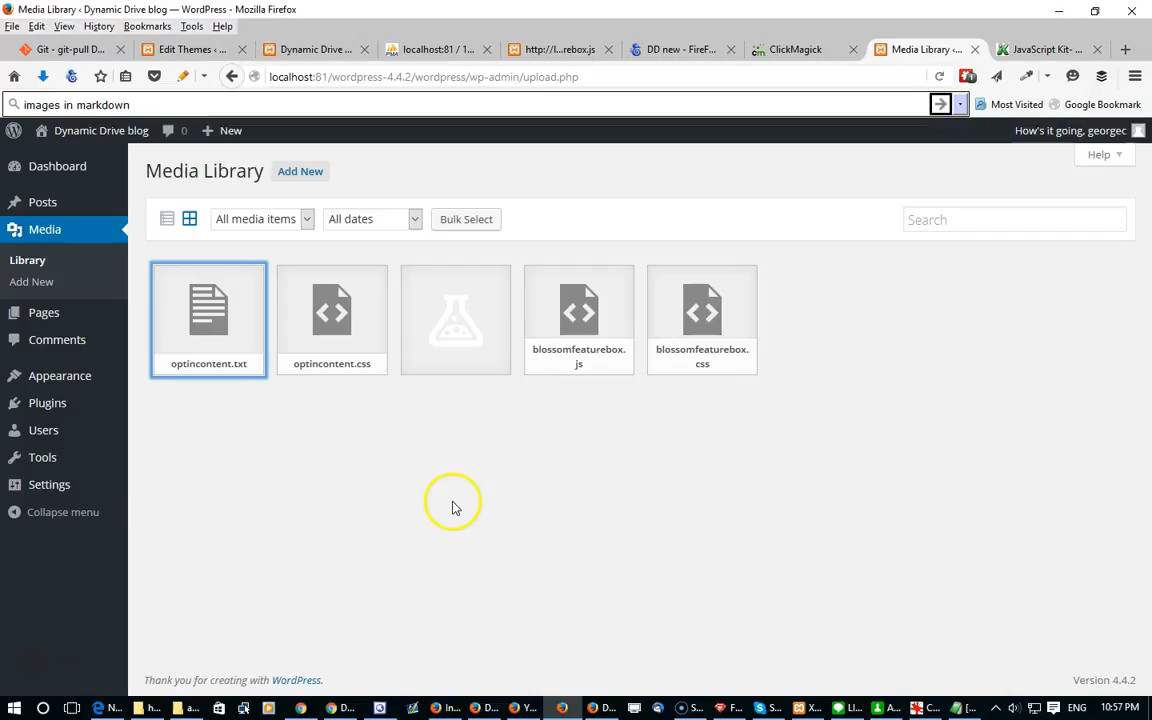 Media Library ‹ Dynamic Drive blog — WordPress - Mozilla Firefox
File Edit View History Bookmarks Tools Help
Git - git-pull D...
Edit Themes ‹ ...
Dynamic Drive ...
localhost:81 / 1...
http://l...rebox.js
DD new - FireF...
cm ClickMagick
Media Library ‹...
JavaScript Kit-...
localhost:81/wordpress-4.4.2/wordpress/wp-admin/upload.php
images in markdown
Most Visited
Google Bookmark
Dynamic Drive blog
0
New
How's it going, georgec
Help
Dashboard
Posts
Media
Library
Add New
Pages
Comments
Appearance
Plugins
Users
Tools
Settings
Collapse menu
Media Library Add New
All media items
All dates
Bulk Select
Search
optincontent.txt
optincontent.css
blossomfeaturebox.
js
blossomfeaturebox.
css
Thank you for creating with WordPress.
Version 4.4.2
N...
h...
a...
D...
In...
D...
Y...
D...
S...
F...
S...
X...
LI...
A...
C...
[...
ENG
10:57 PM